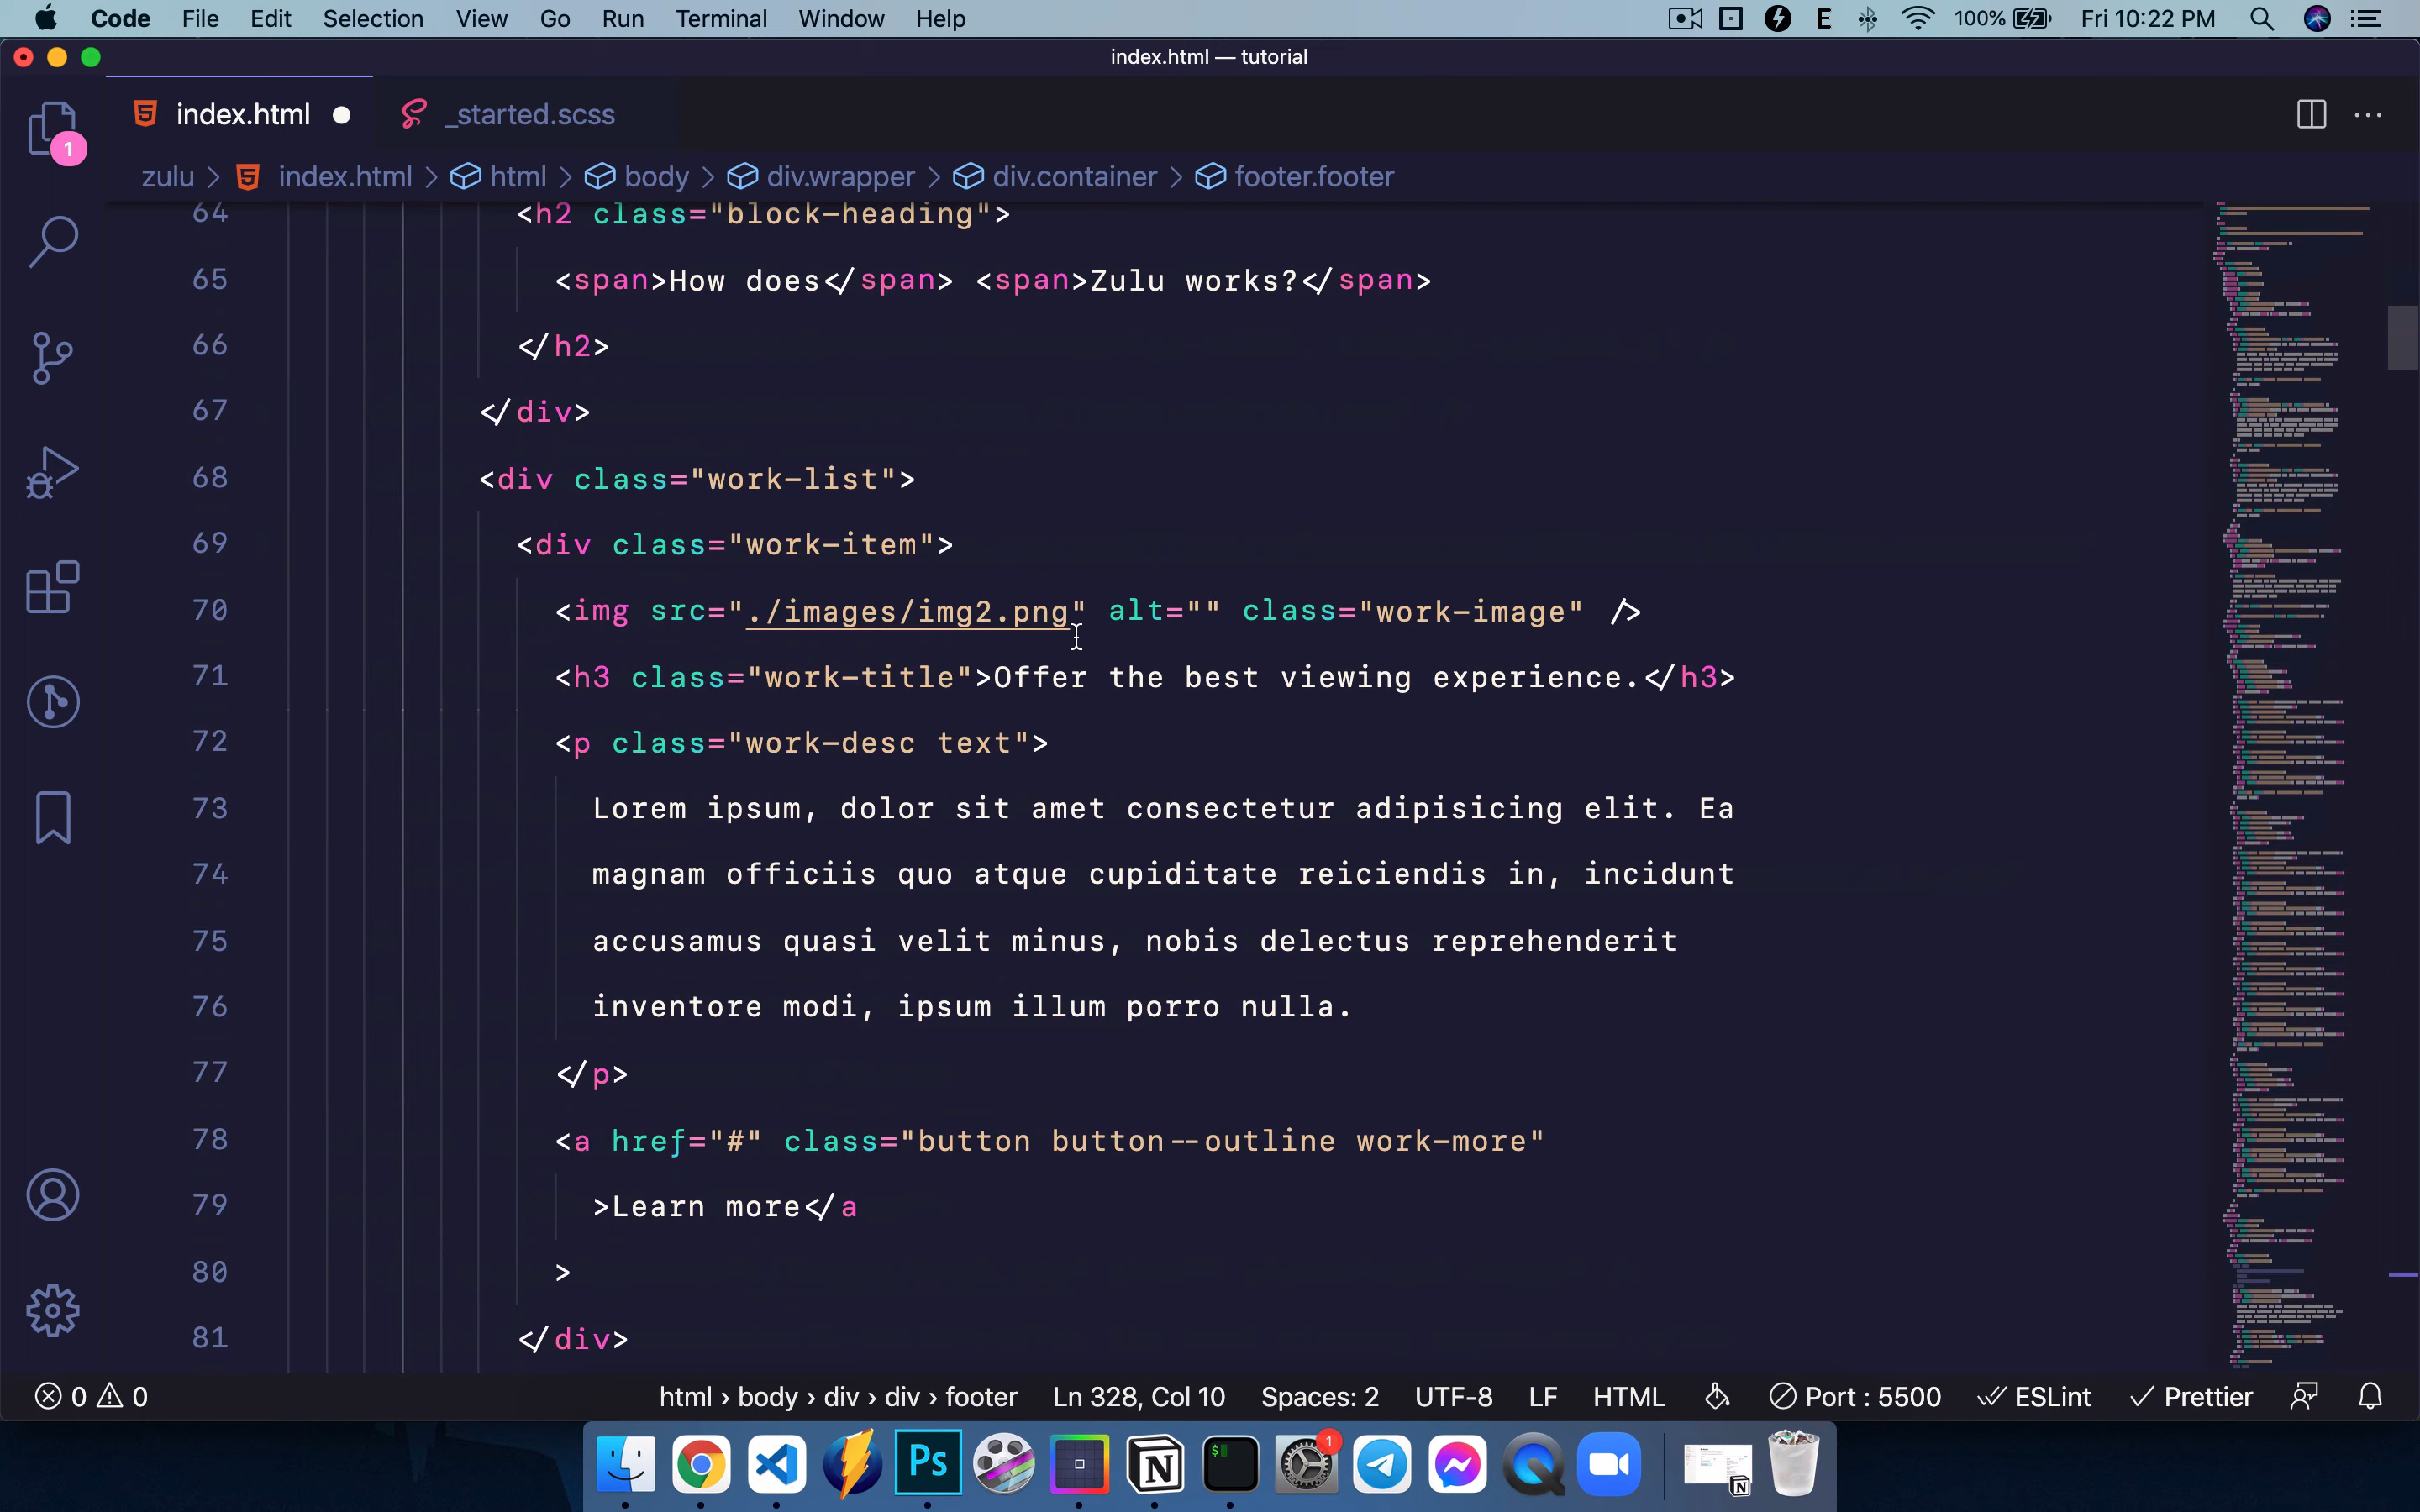 Code File Edit Selection View Go Run Terminal Window Help E 100% Fri 10:22 PM
index.html — tutorial
index.html _started.scss
1
zulu > index.html > html > body > div.wrapper > div.container > footer.footer
64 <h2 class="block-heading">
65 <span>How does</span> <span>Zulu works?</span>
66 </h2>
67 </div>
68 <div class="work-list">
69 <div class="work-item">
70 <img src="./images/img2.png" alt="" class="work-image" />
71 <h3 class="work-title">Offer the best viewing experience.</h3>
72 <p class="work-desc text">
73 Lorem ipsum, dolor sit amet consectetur adipisicing elit. Ea
74 magnam officiis quo atque cupiditate reiciendis in, incidunt
75 accusamus quasi velit minus, nobis delectus reprehenderit
76 inventore modi, ipsum illum porro nulla.
77 </p>
78 <a href="#" class="button button--outline work-more"
79 >Learn more</a
80 >
81 </div>
0 0 html > body > div > div > footer Ln 328, Col 10 Spaces: 2 UTF-8 LF HTML Port : 5500 ESLint Prettier
Ps N $ 1 N